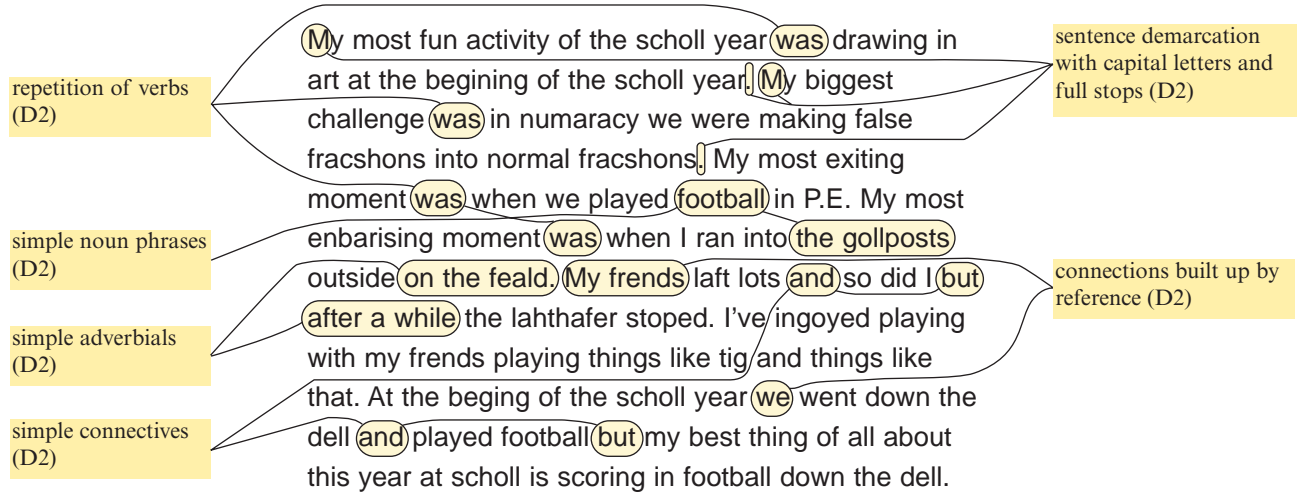 My most fun activity of the scholl year was drawing in
art at the begining of the scholl year. My biggest
challenge was in numaracy we were making false
fracshons into normal fracshons. My most exiting
moment was when we played football in P.E. My most
enbarising moment was when I ran into the gollposts
outside on the feald. My frends laft lots and so did I but
after a while the lahthafer stoped. I've ingoyed playing
with my frends playing things like tig and things like
that. At the beging of the scholl year we went down the
dell and played football but my best thing of all about
this year at scholl is scoring in football down the dell.
repetition of verbs
(D2)
simple noun phrases
(D2)
simple adverbials
(D2)
simple connectives
(D2)
sentence demarcation
with capital letters and
full stops (D2)
connections built up by
reference (D2)